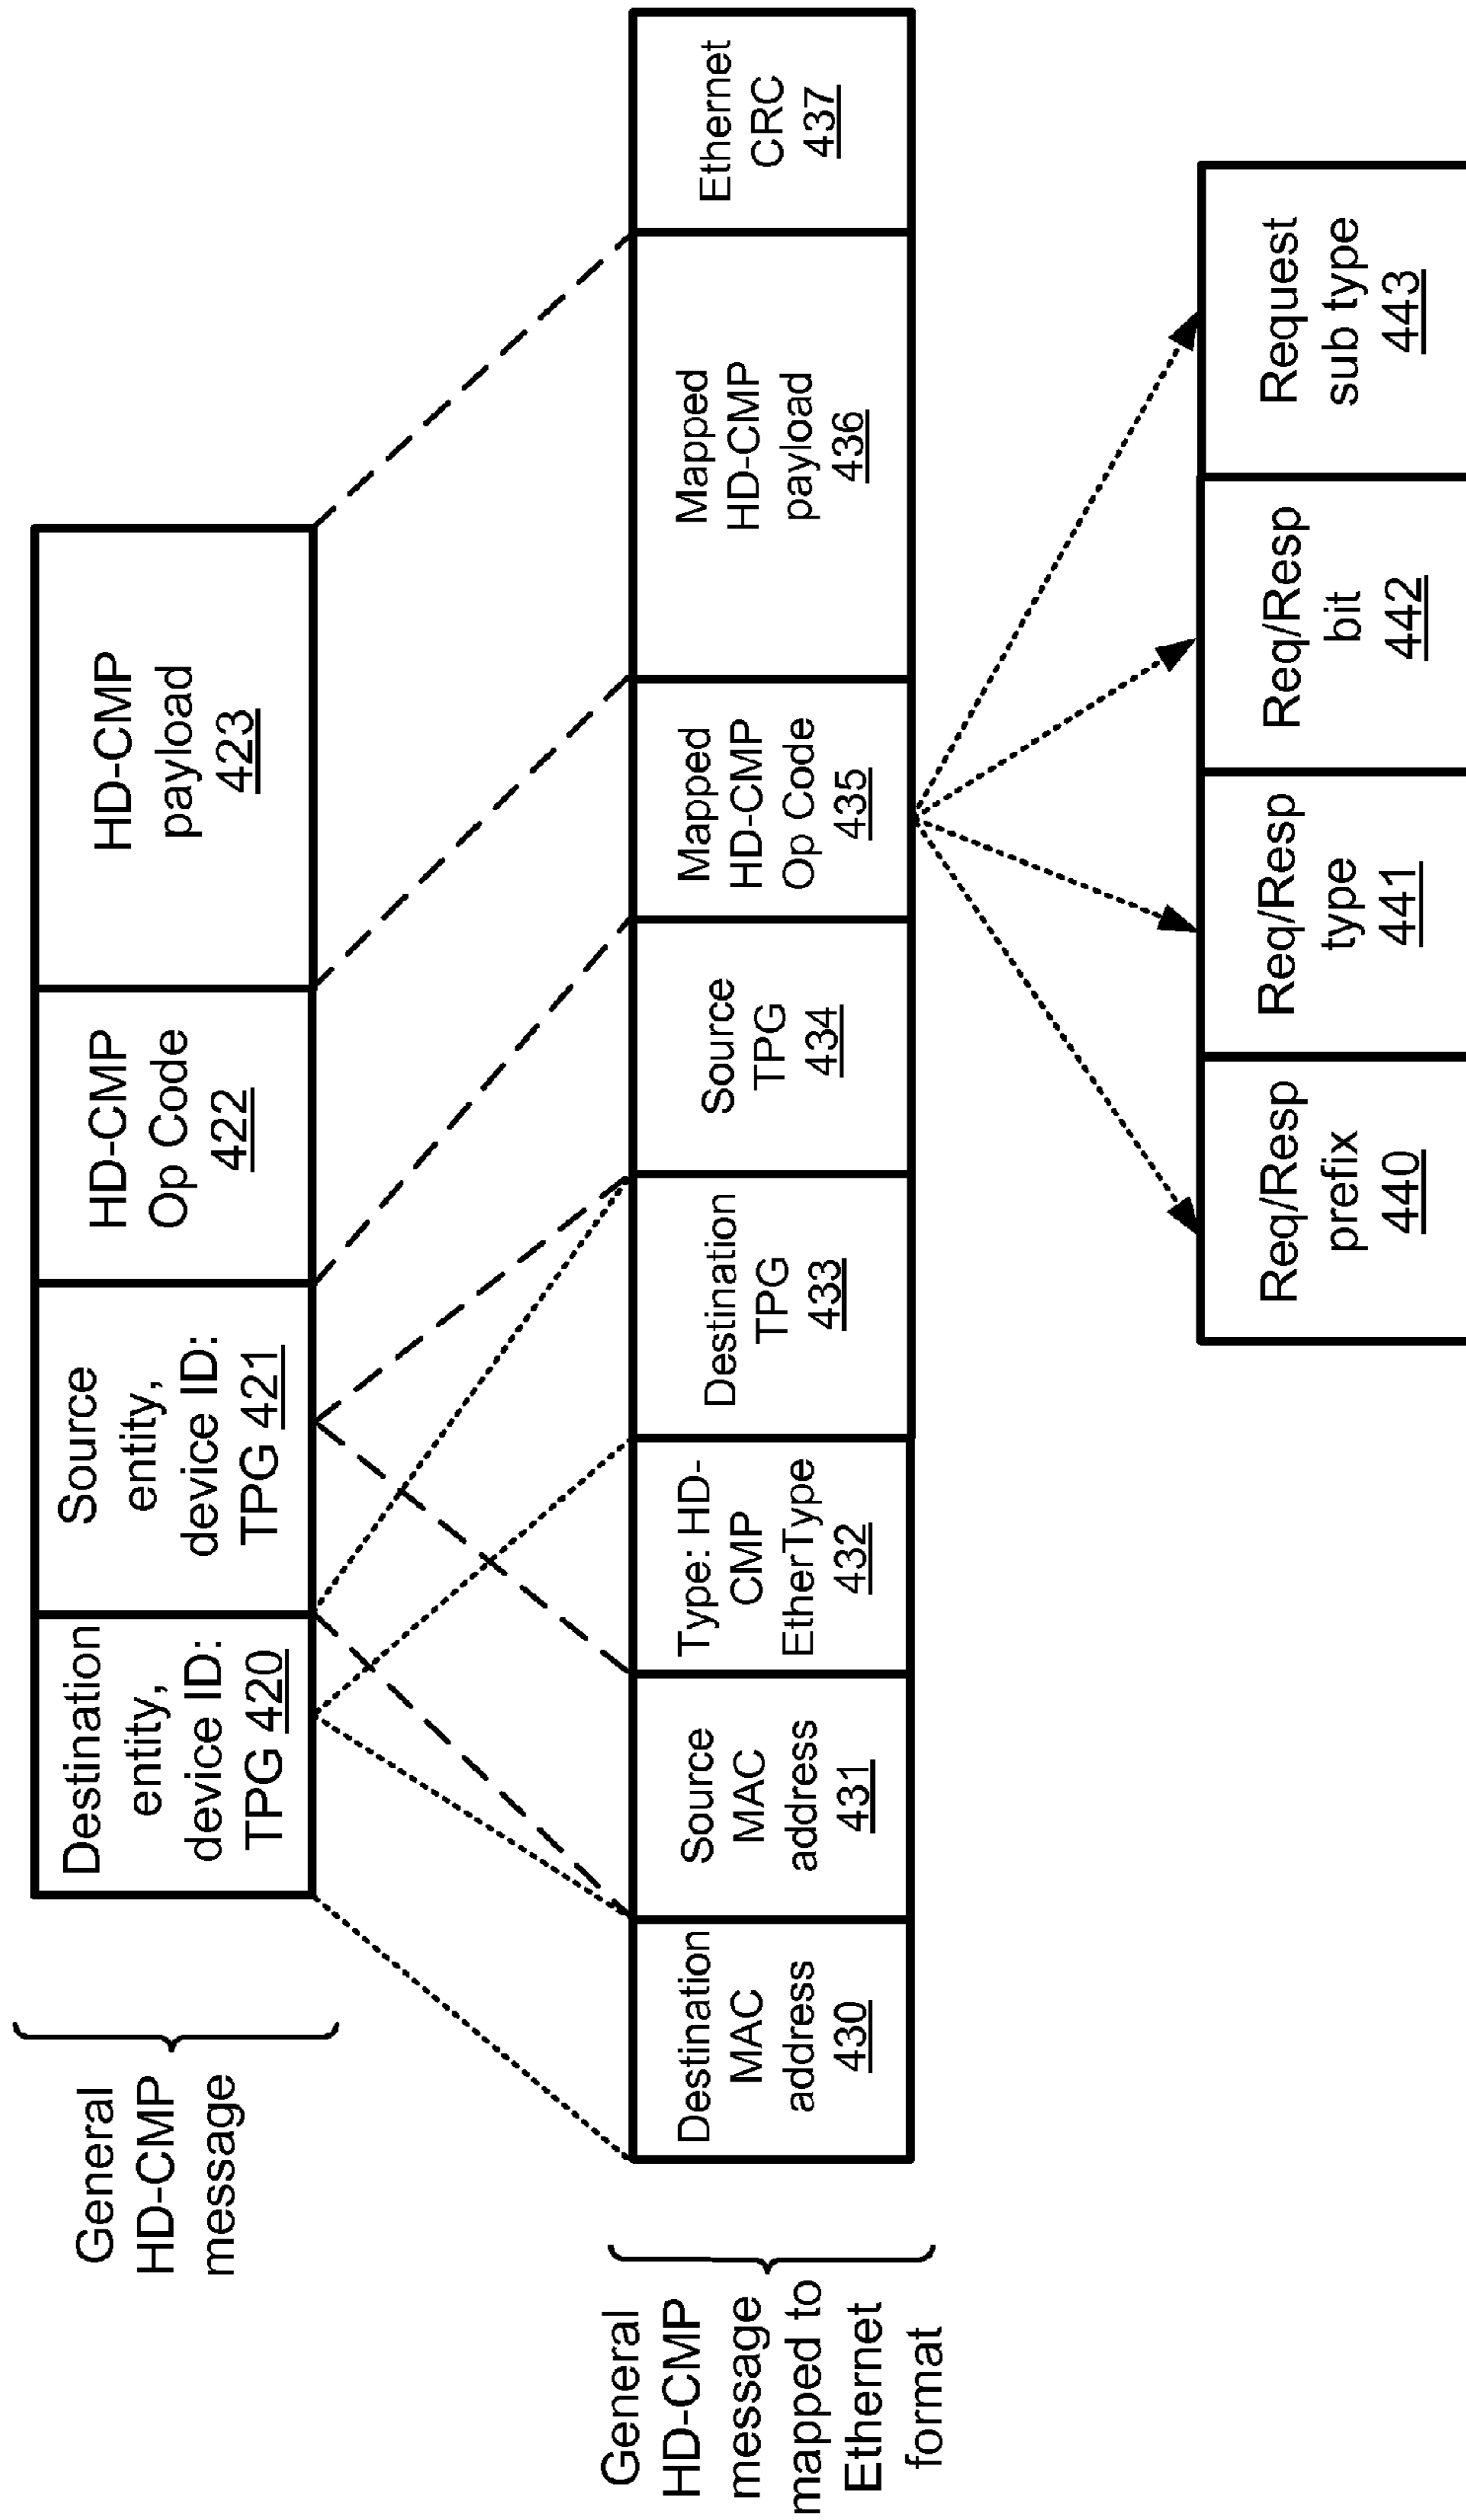 General
HD-CMP
message
Destination
entity,
device ID:
TPG 420
Source
entity,
device ID:
TPG 421
HD-CMP
Op Code
422
HD-CMP
payload
423
General
HD-CMP
message
mapped to
Ethernet
format
Destination
MAC
address
430
Source
MAC
address
431
Type: HD-
CMP
EtherType
432
Destination
TPG
433
Source
TPG
434
Mapped
HD-CMP
Op Code
435
Mapped
HD-CMP
payload
436
Ethernet
CRC
437
Req/Resp
prefix
440
Req/Resp
type
441
Req/Resp
bit
442
Request
sub type
443